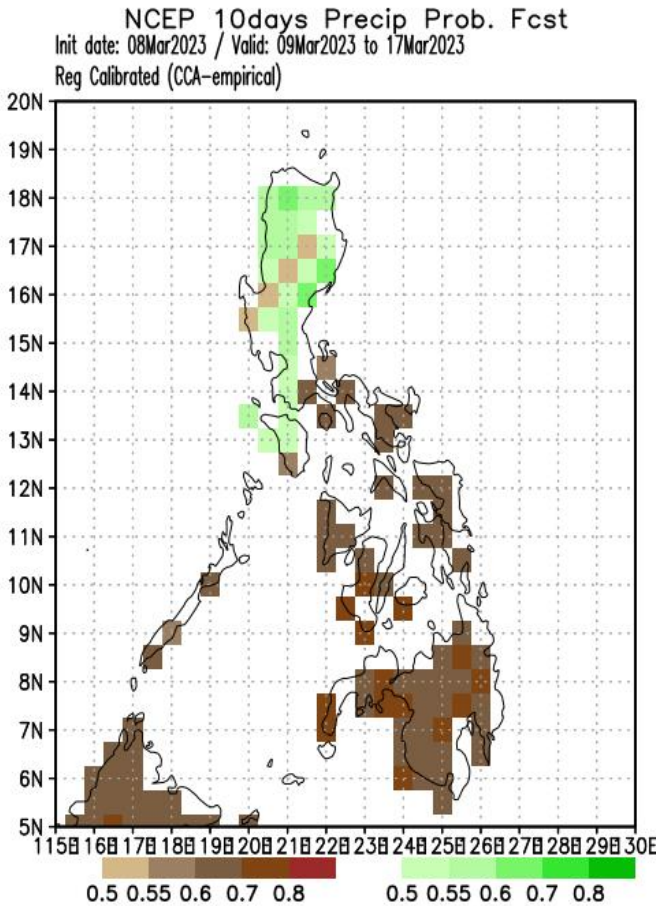 NCEP 10days Precip Prob. Fcst
Init date: 08Mar2023 / Valid: 09Mar2023 to 17Mar2023
Reg Calibrated (CCA-empirical)
20N
19N
18N
17N
16N
15N
14N
13N
12N
11N
10N
9N
8N
7N
6N
5N
115E 116E 117E 118E 119E 120E 121E 122E 123E 124E 125E 126E 127E 128E 129E 130E
0.5 0.55 0.6 0.7 0.8 0.5 0.55 0.6 0.7 0.8